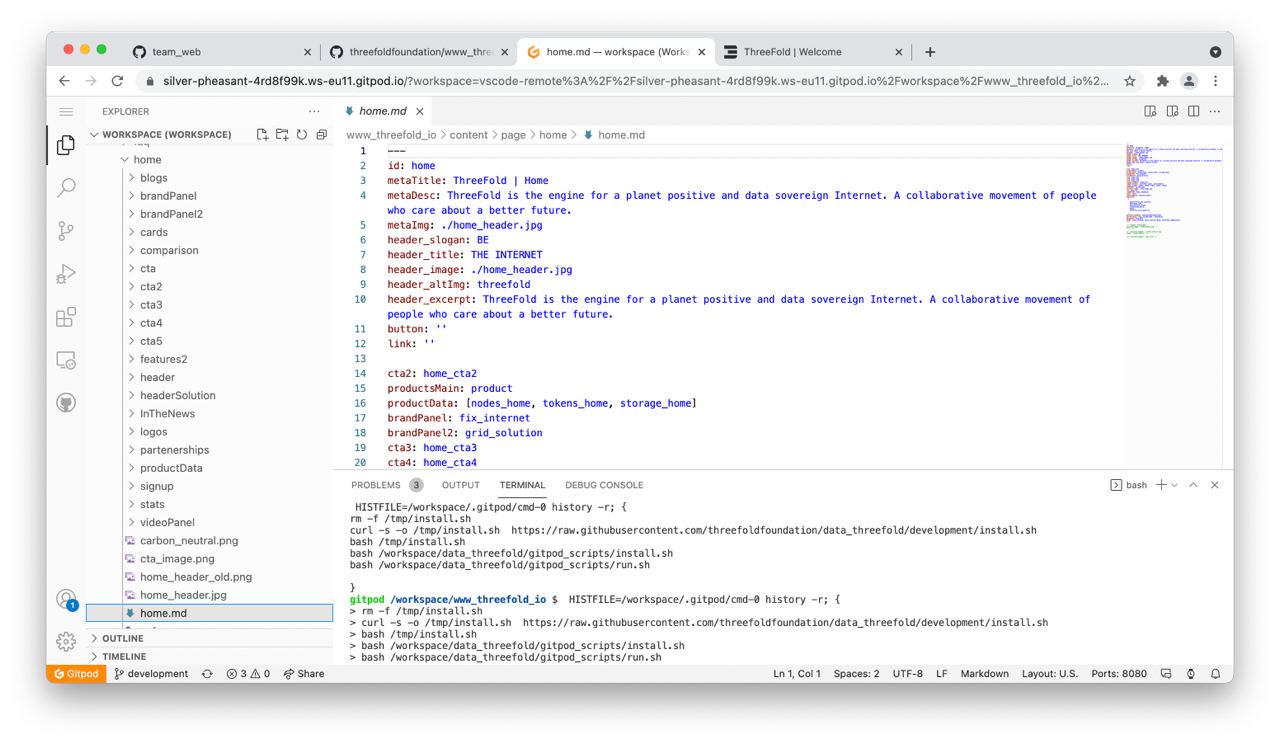 team_web
threefoldfoundation/www_thre
home.md — workspace (Works
ThreeFold | Welcome
silver-pheasant-4rd8f99k.ws-eu11.gitpod.io/?workspace=vscode-remote%3A%2F%2Fsilver-pheasant-4rd8f99k.ws-eu11.gitpod.io%2Fworkspace%2Fwww_threefold_io%2...
EXPLORER
home.md
WORKSPACE (WORKSPACE)
www_threefold_io > content > page > home > home.md
home
blogs
brandPanel
brandPanel2
cards
comparison
cta
cta2
cta3
cta4
cta5
features2
header
headerSolution
InTheNews
logos
partenerships
productData
signup
stats
videoPanel
carbon_neutral.png
cta_image.png
home_header_old.png
home_header.jpg
home.md
OUTLINE
TIMELINE
1
1 ---
2 id: home
3 metaTitle: ThreeFold | Home
4 metaDesc: ThreeFold is the engine for a planet positive and data sovereign Internet. A collaborative movement of people
who care about a better future.
5 metaImg: ./home_header.jpg
6 header_slogan: BE
7 header_title: THE INTERNET
8 header_image: ./home_header.jpg
9 header_altImg: threefold
10 header_excerpt: ThreeFold is the engine for a planet positive and data sovereign Internet. A collaborative movement of
people who care about a better future.
11 button: ''
12 link: ''
13
14 cta2: home_cta2
15 productsMain: product
16 productData: [nodes_home, tokens_home, storage_home]
17 brandPanel: fix_internet
18 brandPanel2: grid_solution
19 cta3: home_cta3
20 cta4: home_cta4
PROBLEMS 3 OUTPUT TERMINAL DEBUG CONSOLE bash
HISTFILE=/workspace/.gitpod/cmd-0 history -r; {
rm -f /tmp/install.sh
curl -s -o /tmp/install.sh  https://raw.githubusercontent.com/threefoldfoundation/data_threefold/development/install.sh
bash /tmp/install.sh
bash /workspace/data_threefold/gitpod_scripts/install.sh
bash /workspace/data_threefold/gitpod_scripts/run.sh
}
gitpod /workspace/www_threefold_io $  HISTFILE=/workspace/.gitpod/cmd-0 history -r; {
> rm -f /tmp/install.sh
> curl -s -o /tmp/install.sh  https://raw.githubusercontent.com/threefoldfoundation/data_threefold/development/install.sh
> bash /tmp/install.sh
> bash /workspace/data_threefold/gitpod_scripts/install.sh
> bash /workspace/data_threefold/gitpod_scripts/run.sh
Gitpod development 3 0 Share Ln 1, Col 1 Spaces: 2 UTF-8 LF Markdown Layout: U.S. Ports: 8080